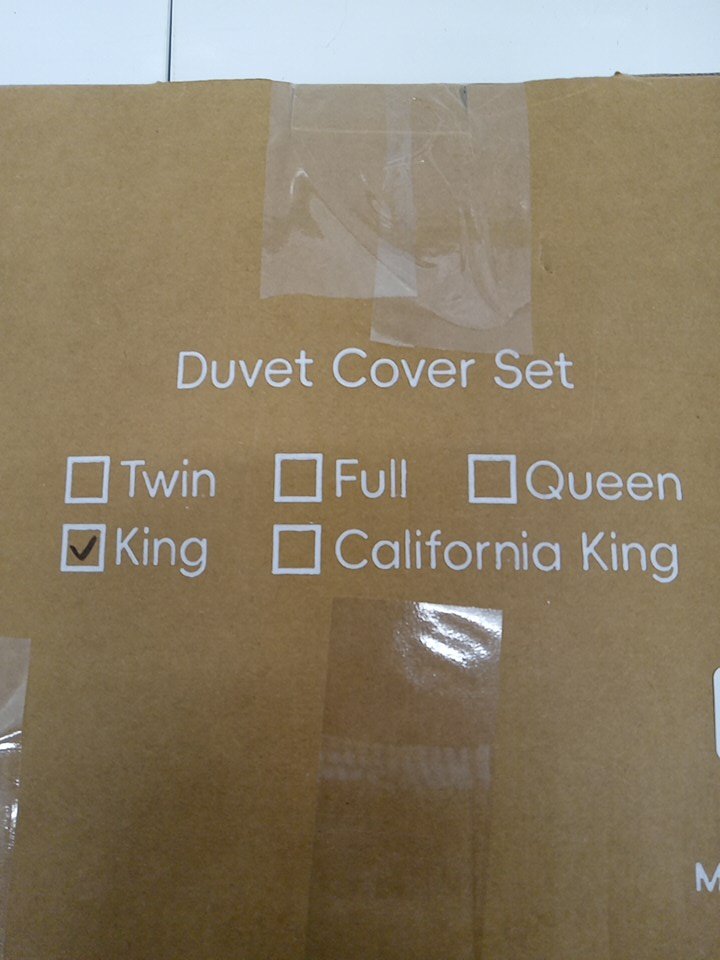 Duvet Cover Set
Twin Full Queen
King California King
M